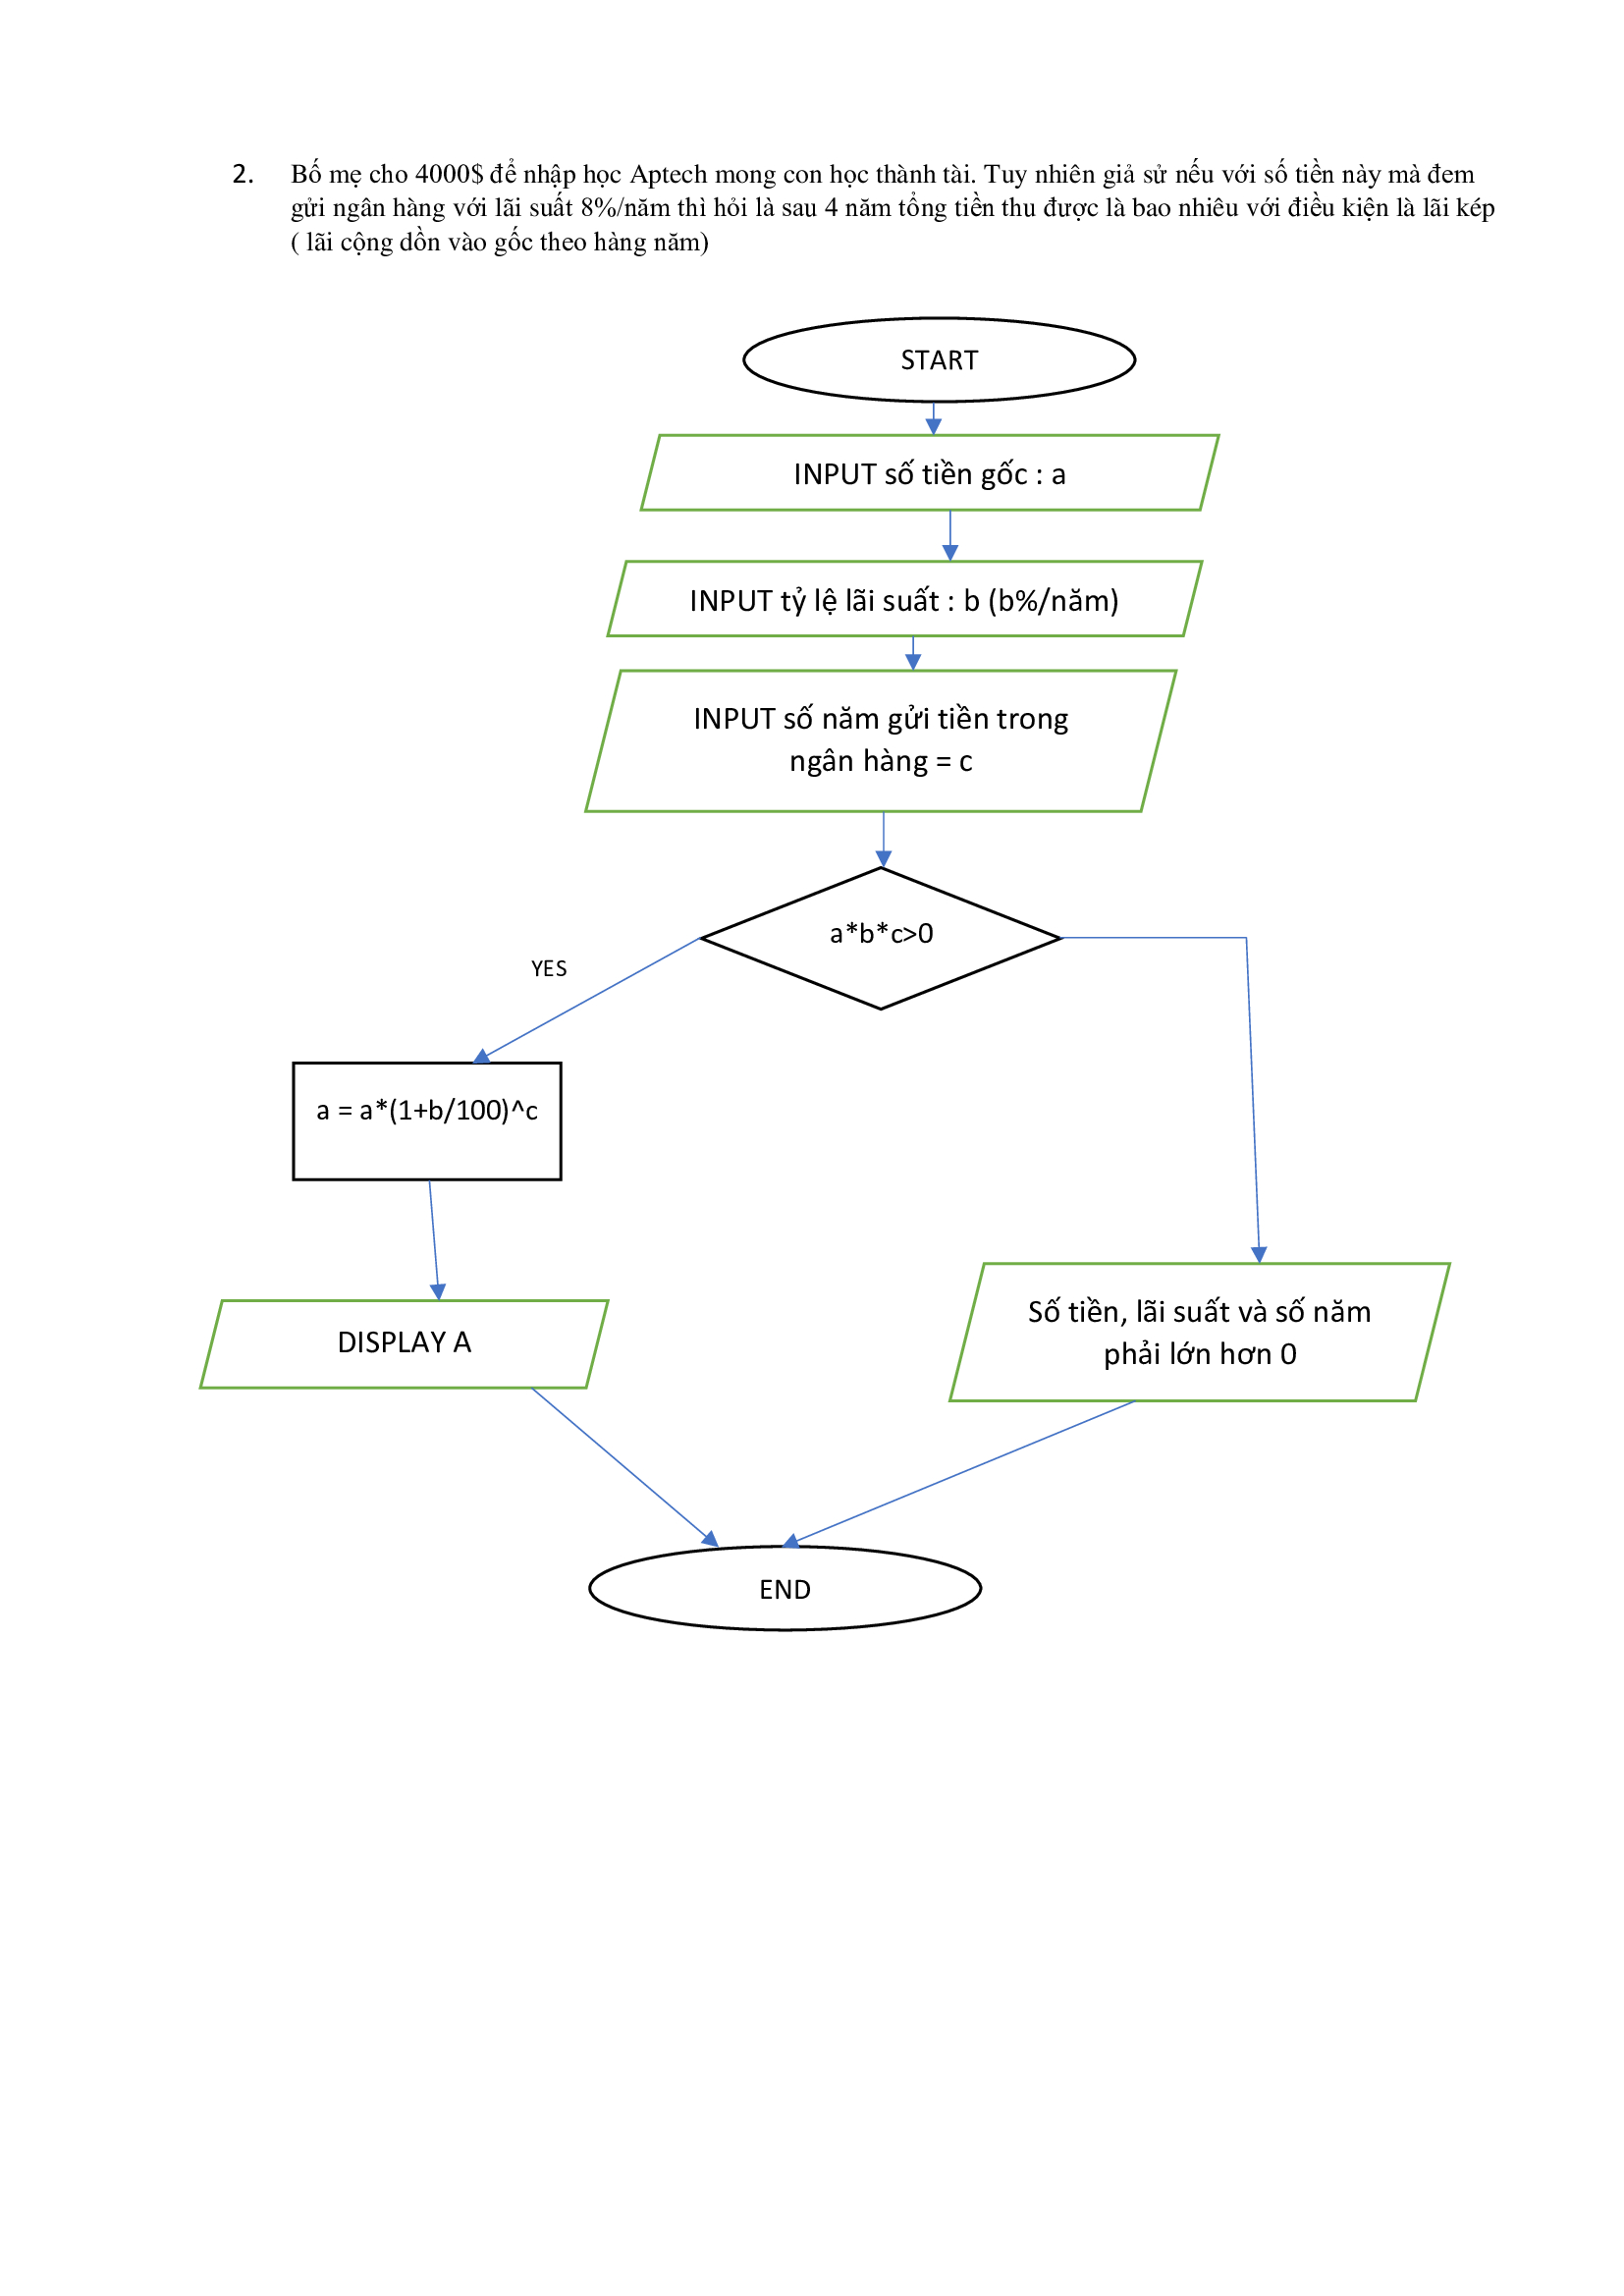 2. Bố mẹ cho 4000$ để nhập học Aptech mong con học thành tài. Tuy nhiên giả sử nếu với số tiền này mà đem
gửi ngân hàng với lãi suất 8%/năm thì hỏi là sau 4 năm tổng tiền thu được là bao nhiêu với điều kiện là lãi kép
( lãi cộng dồn vào gốc theo hàng năm)
START
INPUT số tiền gốc : a
INPUT tỷ lệ lãi suất : b (b%/năm)
INPUT số năm gửi tiền trong
ngân hàng = c
a*b*c>0
YES
a = a*(1+b/100)^c
DISPLAY A
Số tiền, lãi suất và số năm
phải lớn hơn 0
END